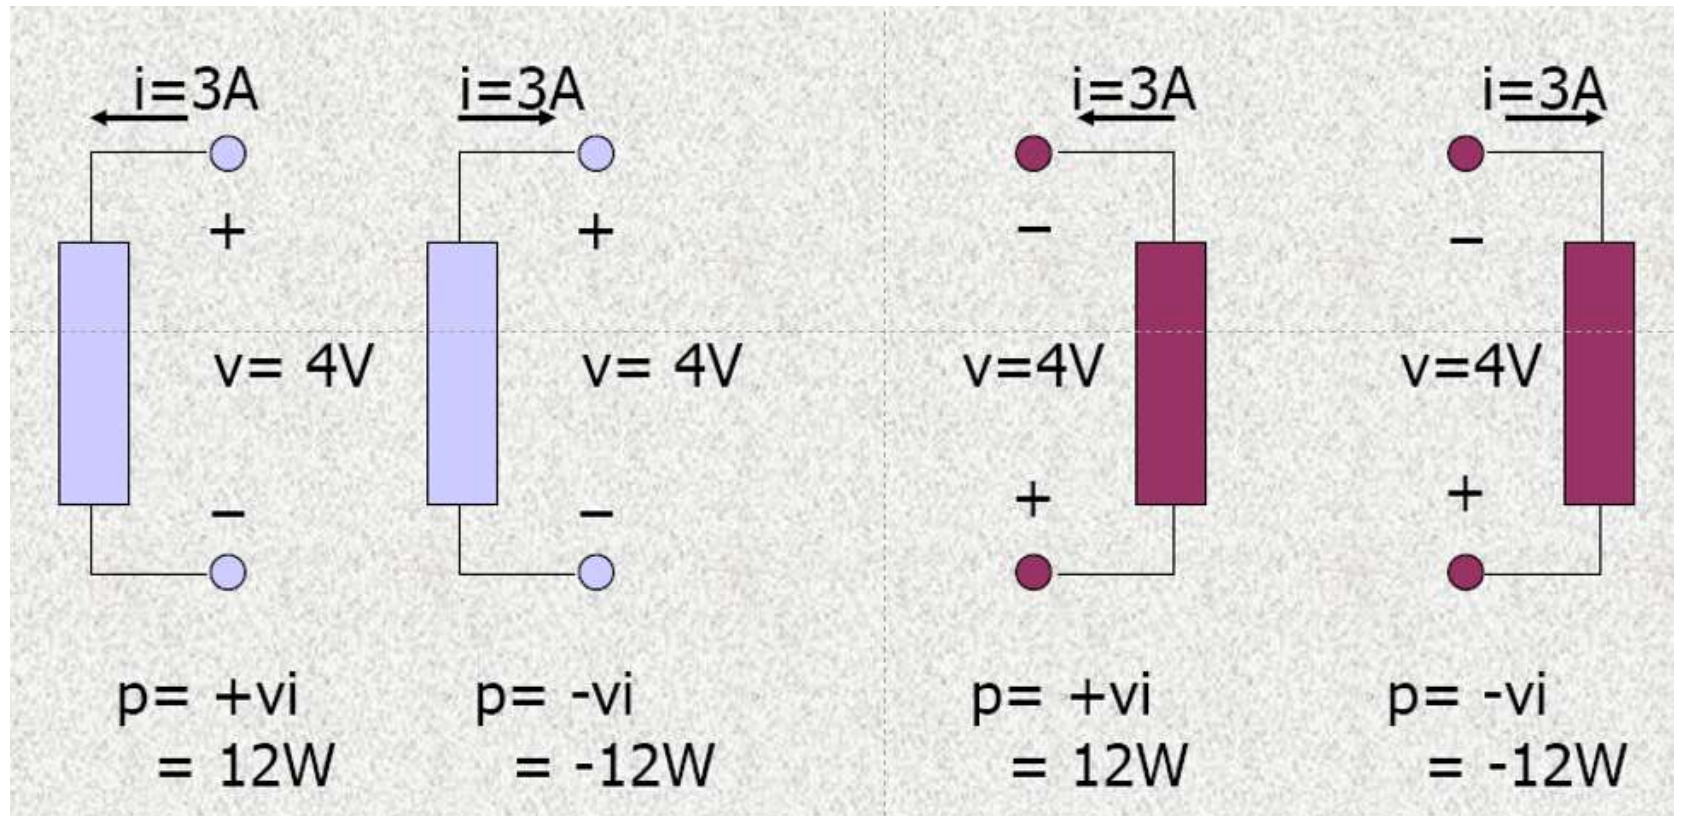 i=3A
+
v= 4V
−
p= +vi
= 12W
i=3A
+
v= 4V
−
p= -vi
= -12W
i=3A
−
v=4V
+
p= +vi
= 12W
i=3A
−
v=4V
+
p= -vi
= -12W